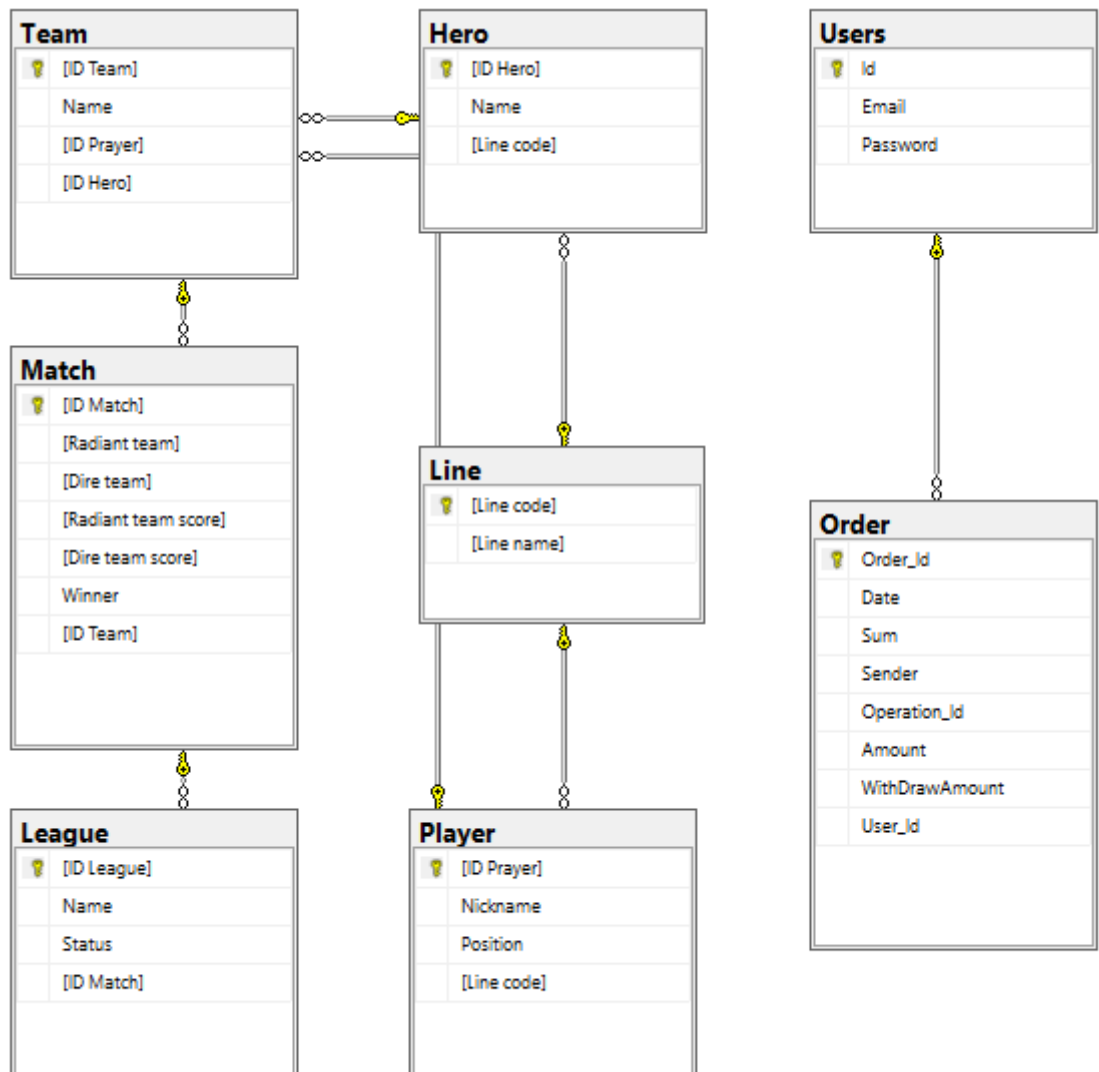 Team
[ID Team]
Name
[ID Prayer]
[ID Hero]
Hero
[ID Hero]
Name
[Line code]
Users
Id
Email
Password
Match
[ID Match]
[Radiant team]
[Dire team]
[Radiant team score]
[Dire team score]
Winner
[ID Team]
Line
[Line code]
[Line name]
Order
Order_Id
Date
Sum
Sender
Operation_Id
Amount
WithDrawAmount
User_Id
League
[ID League]
Name
Status
[ID Match]
Player
[ID Prayer]
Nickname
Position
[Line code]